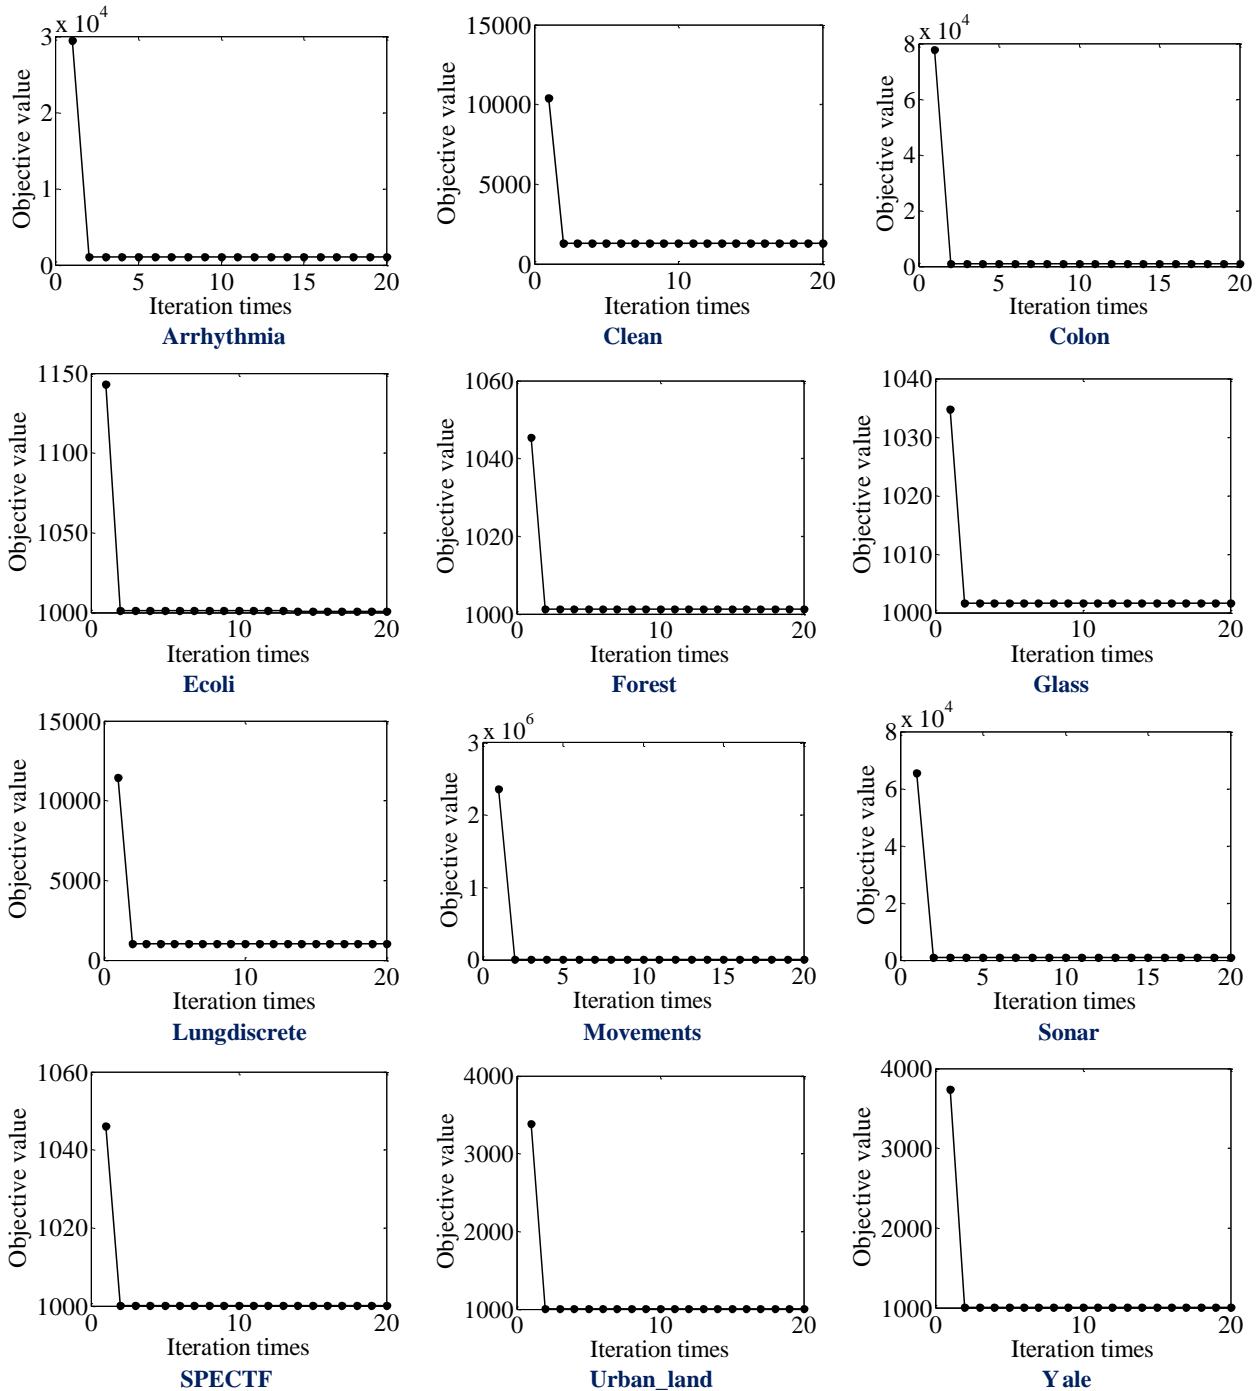 x 10^4
3
2
1
0
0 5 10 15 20
Objective value
Iteration times
Arrhythmia
15000
10000
5000
0
0 10 20
Objective value
Iteration times
Clean
x 10^4
8
6
4
2
0
0 5 10 15 20
Objective value
Iteration times
Colon
1150
1100
1050
1000
0 10 20
Objective value
Iteration times
Ecoli
1060
1040
1020
1000
0 10 20
Objective value
Iteration times
Forest
1040
1030
1020
1010
1000
0 10 20
Objective value
Iteration times
Glass
15000
10000
5000
0
0 10 20
Objective value
Iteration times
Lungdiscrete
x 10^6
3
2
1
0
0 5 10 15 20
Objective value
Iteration times
Movements
x 10^4
8
6
4
2
0
0 5 10 15 20
Objective value
Iteration times
Sonar
1060
1040
1020
1000
0 10 20
Objective value
Iteration times
SPECTF
4000
3000
2000
1000
0 10 20
Objective value
Iteration times
Urban_land
4000
3000
2000
1000
0 10 20
Objective value
Iteration times
Yale